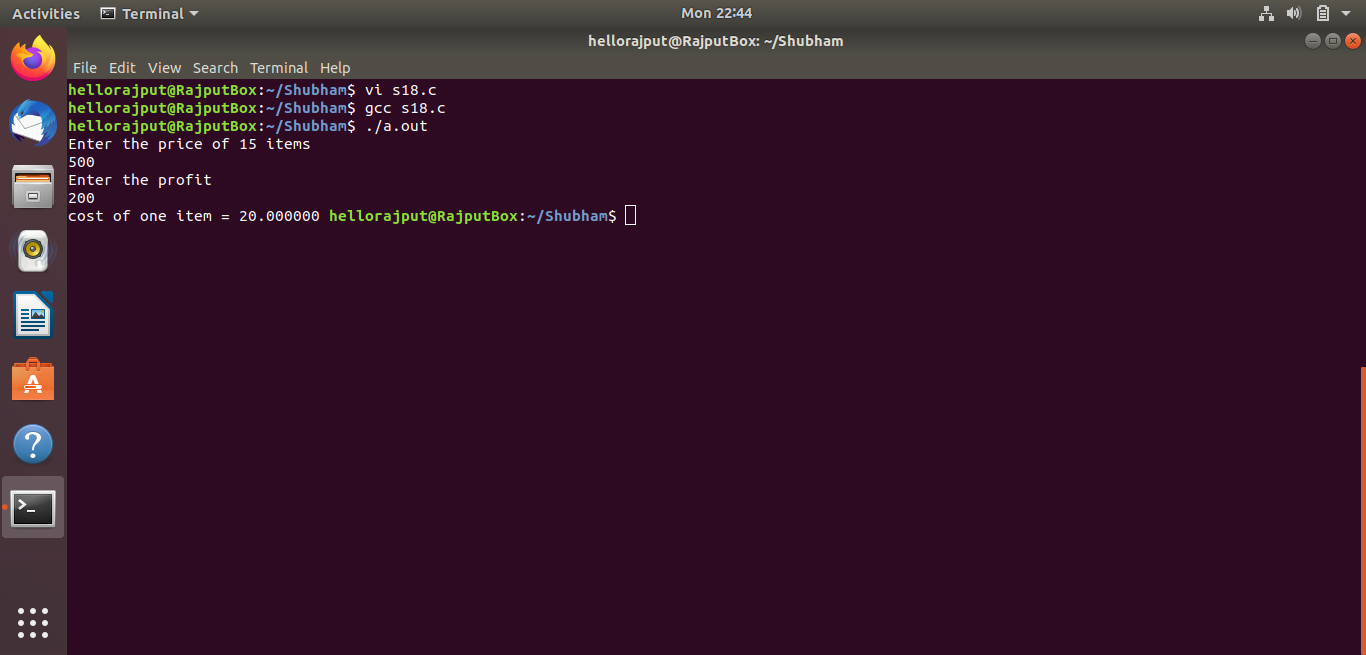 Activities Terminal Mon 22:44
hellorajput@RajputBox: ~/Shubham
File Edit View Search Terminal Help
hellorajput@RajputBox:~/Shubham$ vi s18.c
hellorajput@RajputBox:~/Shubham$ gcc s18.c
hellorajput@RajputBox:~/Shubham$ ./a.out
Enter the price of 15 items
500
Enter the profit
200
cost of one item = 20.000000 hellorajput@RajputBox:~/Shubham$